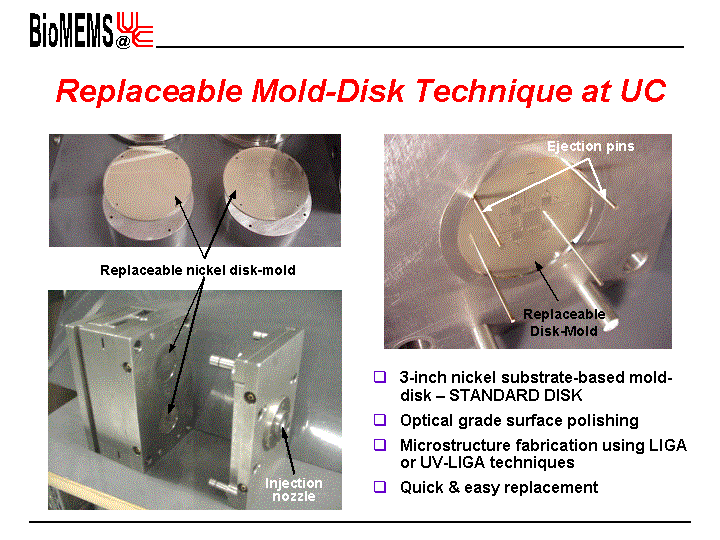 BioMEMS@UC
Replaceable Mold-Disk Technique at UC
Ejection pins
Replaceable nickel disk-mold
Replaceable
Disk-Mold
Injection
nozzle
❑ 3-inch nickel substrate-based mold-
disk – STANDARD DISK
❑ Optical grade surface polishing
❑ Microstructure fabrication using LIGA
or UV-LIGA techniques
❑ Quick & easy replacement